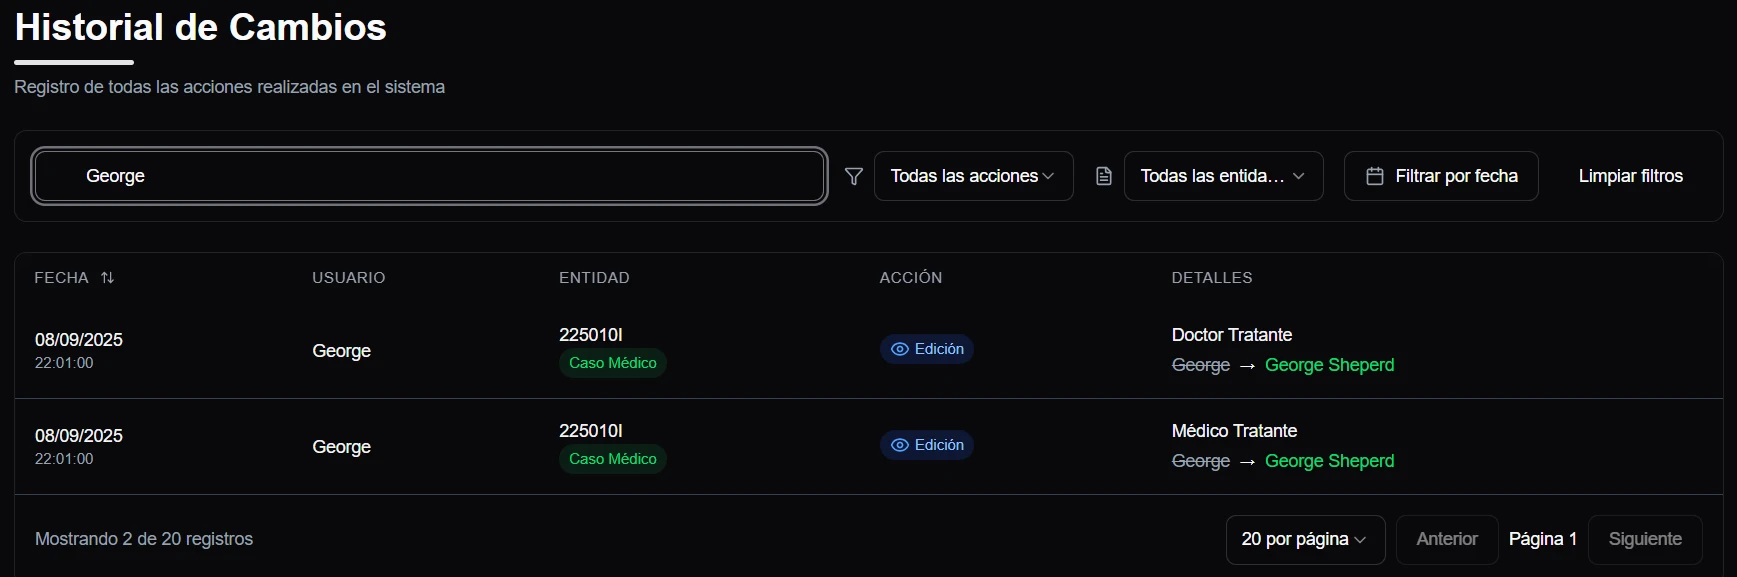 Historial de Cambios
Registro de todas las acciones realizadas en el sistema
George
Todas las acciones
Todas las entida...
Filtrar por fecha
Limpiar filtros
FECHA USUARIO ENTIDAD ACCIÓN DETALLES
08/09/2025
22:01:00
George
225010I
Caso Médico
Edición
Doctor Tratante
George → George Sheperd
08/09/2025
22:01:00
George
225010I
Caso Médico
Edición
Médico Tratante
George → George Sheperd
Mostrando 2 de 20 registros
20 por página
Anterior
Página 1
Siguiente